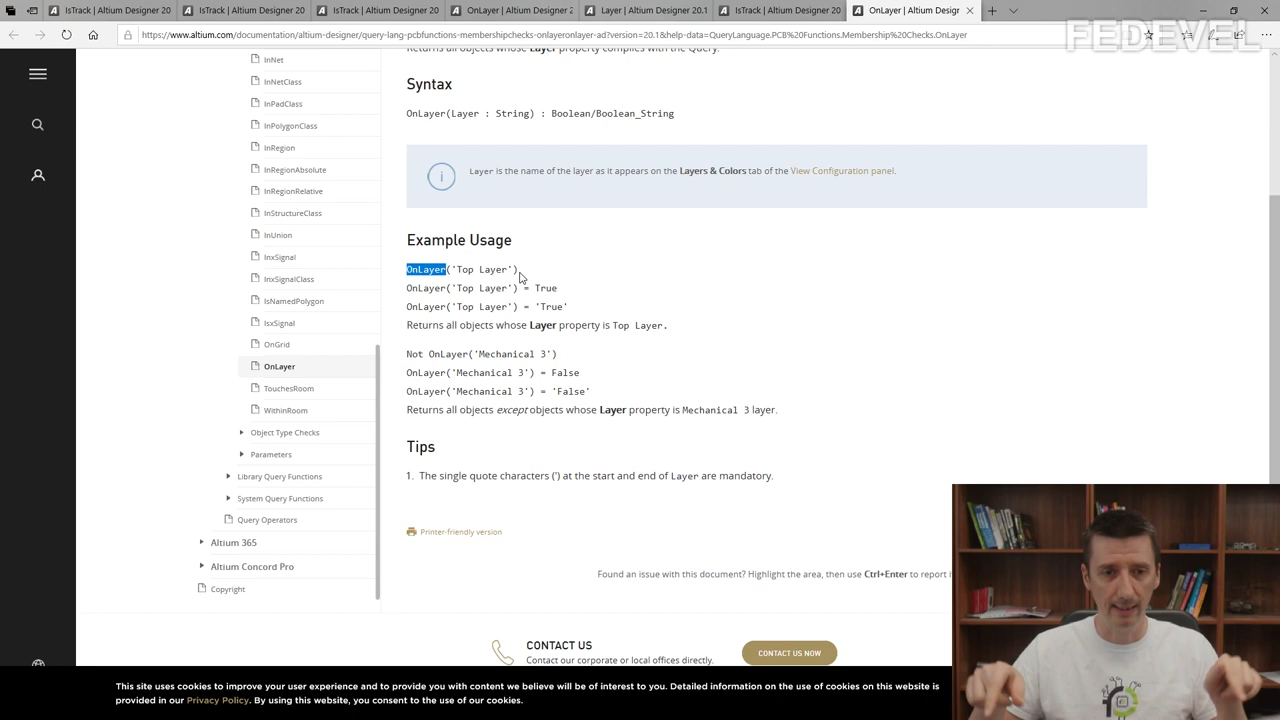 IsTrack | Altium Designer 20.
IsTrack | Altium Designer 20.
IsTrack | Altium Designer 20.
OnLayer | Altium Designer 2
Layer | Altium Designer 20.1
IsTrack | Altium Designer 20.
OnLayer | Altium Desig
FEDEVEL
https://www.altium.com/documentation/altium-designer/query-lang-pcbfunctions-membershipchecks-onlayeronlayer-ad?version=20.1&help-data=QueryLanguage.PCB%20Functions.Membership%20Checks.OnLayer
InNet
InNetClass
InPadClass
InPolygonClass
InRegion
InRegionAbsolute
InRegionRelative
InStructureClass
InUnion
InxSignal
InxSignalClass
IsNamedPolygon
IsxSignal
OnGrid
OnLayer
TouchesRoom
WithinRoom
Object Type Checks
Parameters
Library Query Functions
System Query Functions
Query Operators
Altium 365
Altium Concord Pro
Copyright
Returns all objects whose Layer property complies with the Query.
Syntax
OnLayer(Layer : String) : Boolean/Boolean_String
i
Layer is the name of the layer as it appears on the Layers & Colors tab of the View Configuration panel.
Example Usage
OnLayer('Top Layer')
OnLayer('Top Layer') = True
OnLayer('Top Layer') = 'True'
Returns all objects whose Layer property is Top Layer.
Not OnLayer('Mechanical 3')
OnLayer('Mechanical 3') = False
OnLayer('Mechanical 3') = 'False'
Returns all objects except objects whose Layer property is Mechanical 3 layer.
Tips
1. The single quote characters (') at the start and end of Layer are mandatory.
Printer-friendly version
Found an issue with this document? Highlight the area, then use Ctrl+Enter to report i
CONTACT US
Contact our corporate or local offices directly.
CONTACT US NOW
This site uses cookies to improve your user experience and to provide you with content we believe will be of interest to you. Detailed information on the use of cookies on this website is
provided in our Privacy Policy. By using this website, you consent to the use of our cookies.